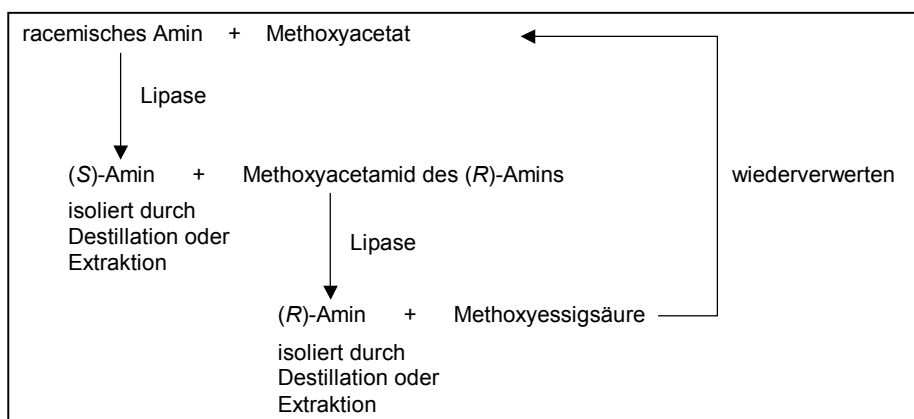 racemisches Amin + Methoxyacetat
Lipase
(S)-Amin + Methoxyacetamid des (R)-Amins
wiederverwerten
isoliert durch
Destillation oder
Extraktion
Lipase
(R)-Amin + Methoxyessigsäure
isoliert durch
Destillation oder
Extraktion